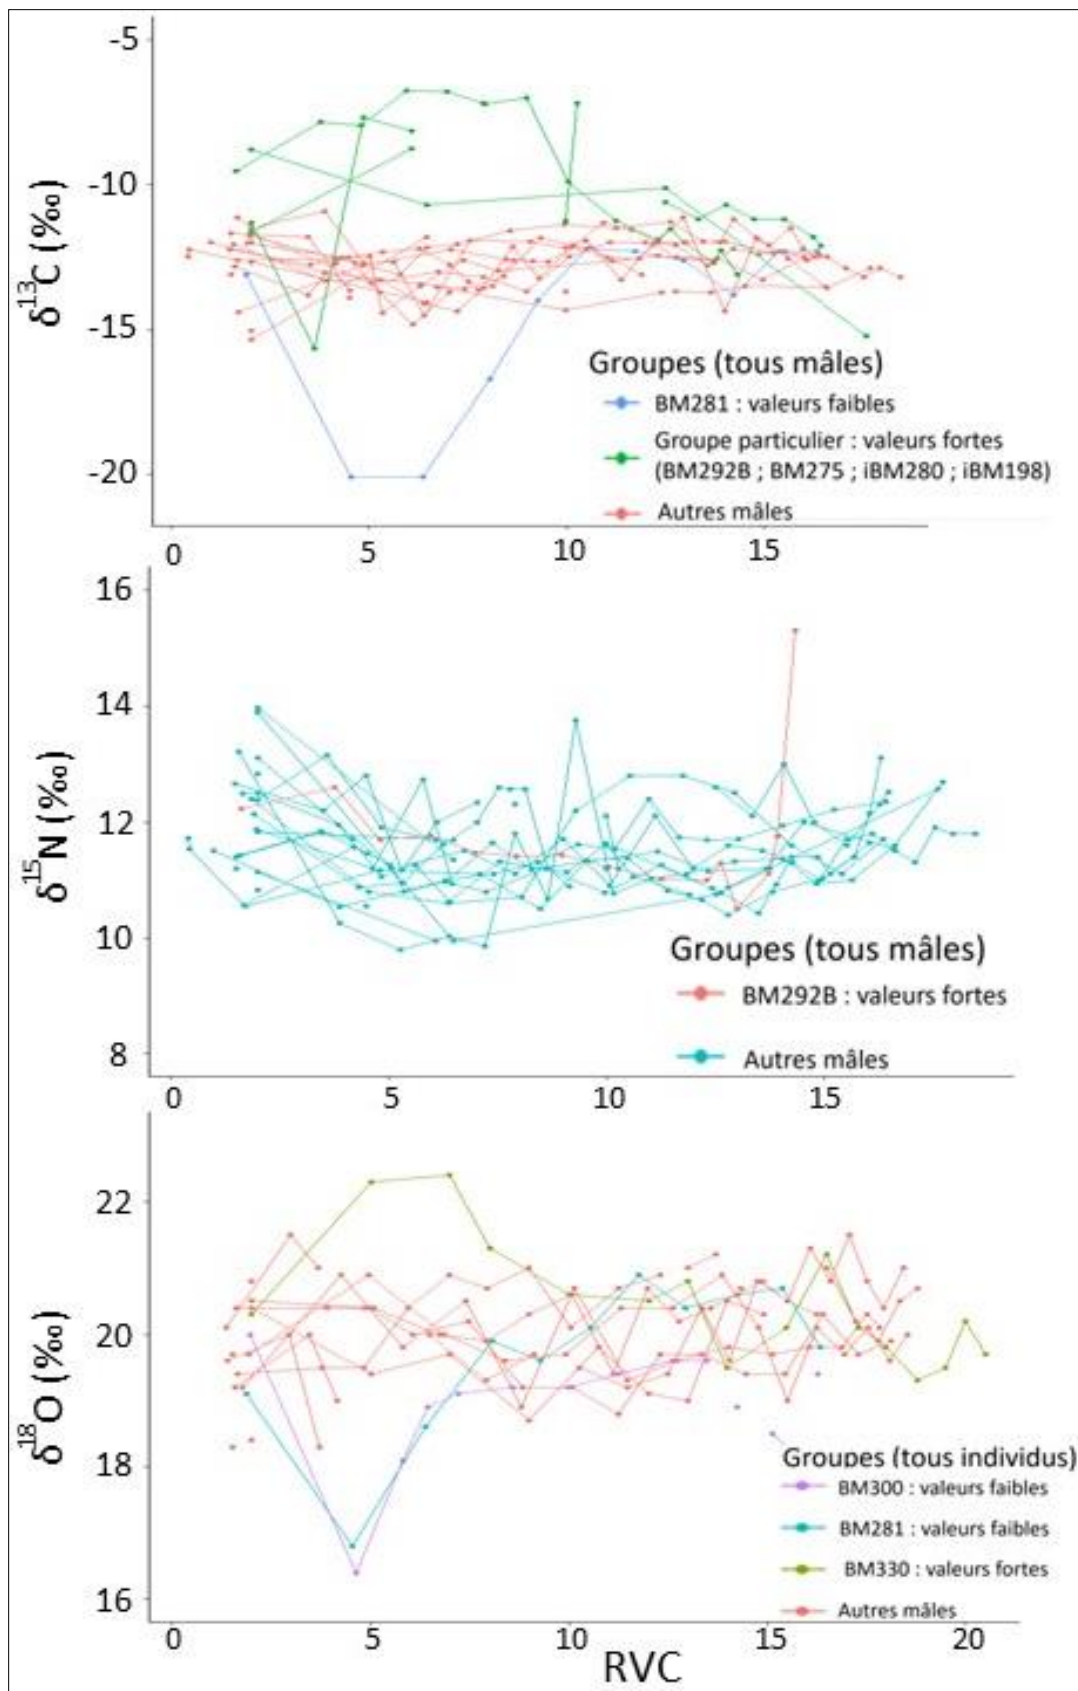 -5
-10
-15
-20
δ13C (‰)
Groupes (tous mâles)
BM281 : valeurs faibles
Groupe particulier : valeurs fortes
(BM292B ; BM275 ; iBM280 ; iBM198)
Autres mâles
0 5 10 15
16
14
12
10
8
δ15N (‰)
Groupes (tous mâles)
BM292B : valeurs fortes
Autres mâles
0 5 10 15
22
20
18
16
δ18O (‰)
Groupes (tous individus)
BM300 : valeurs faibles
BM281 : valeurs faibles
BM330 : valeurs fortes
Autres mâles
0 5 10 15 20
RVC